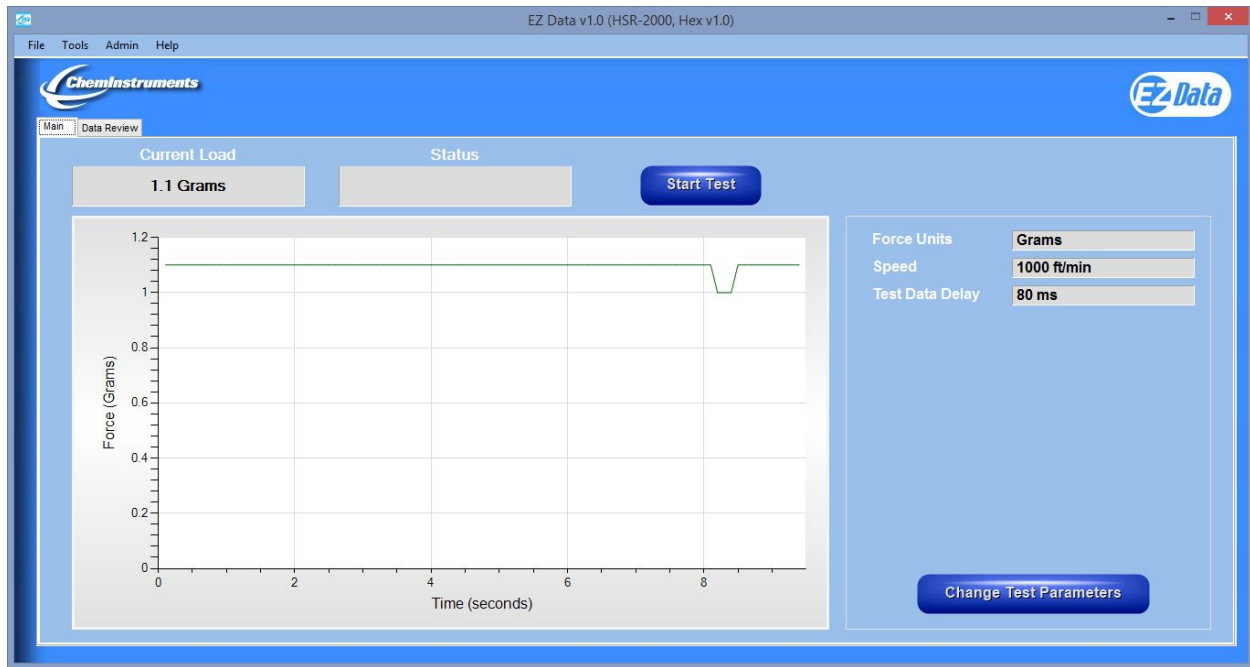 EZ Data v1.0 (HSR-2000, Hex v1.0)
File Tools Admin Help
ChemInstruments
EZ Data
Main Data Review
Current Load Status
1.1 Grams
Start Test
Force Units Grams
Speed 1000 ft/min
Test Data Delay 80 ms
1.2
1
0.8
0.6
0.4
0.2
0
Force (Grams)
0 2 4 6 8
Time (seconds)
Change Test Parameters